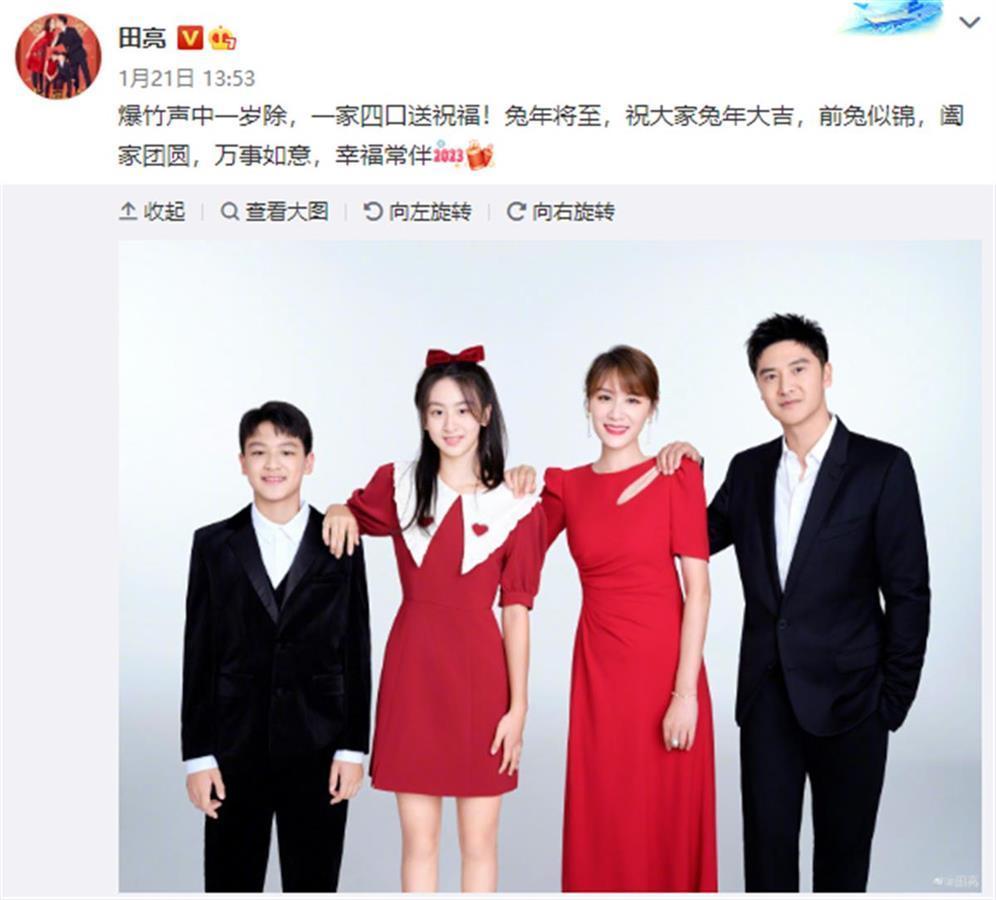 田亮
1月21日 13:53
爆竹声中一岁除，一家四口送祝福！兔年将至，祝大家兔年大吉，前兔似锦，阖
家团圆，万事如意，幸福常伴2023
收起 查看大图 向左旋转 向右旋转
@田亮